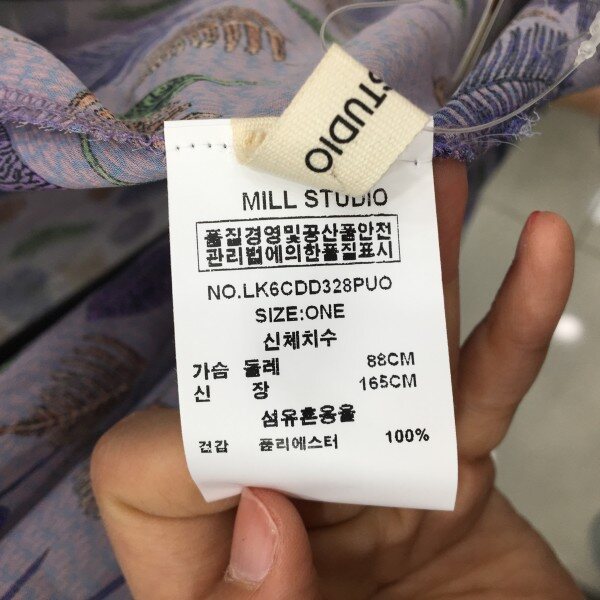 STUDIO
MILL STUDIO
품질경영및공산품안전
관리법에의한품질표시
NO.LK6CDD328PUO
SIZE:ONE
신체치수
가슴 둘레 88CM
신 장 165CM
섬유혼용율
겉감 폴리에스터 100%